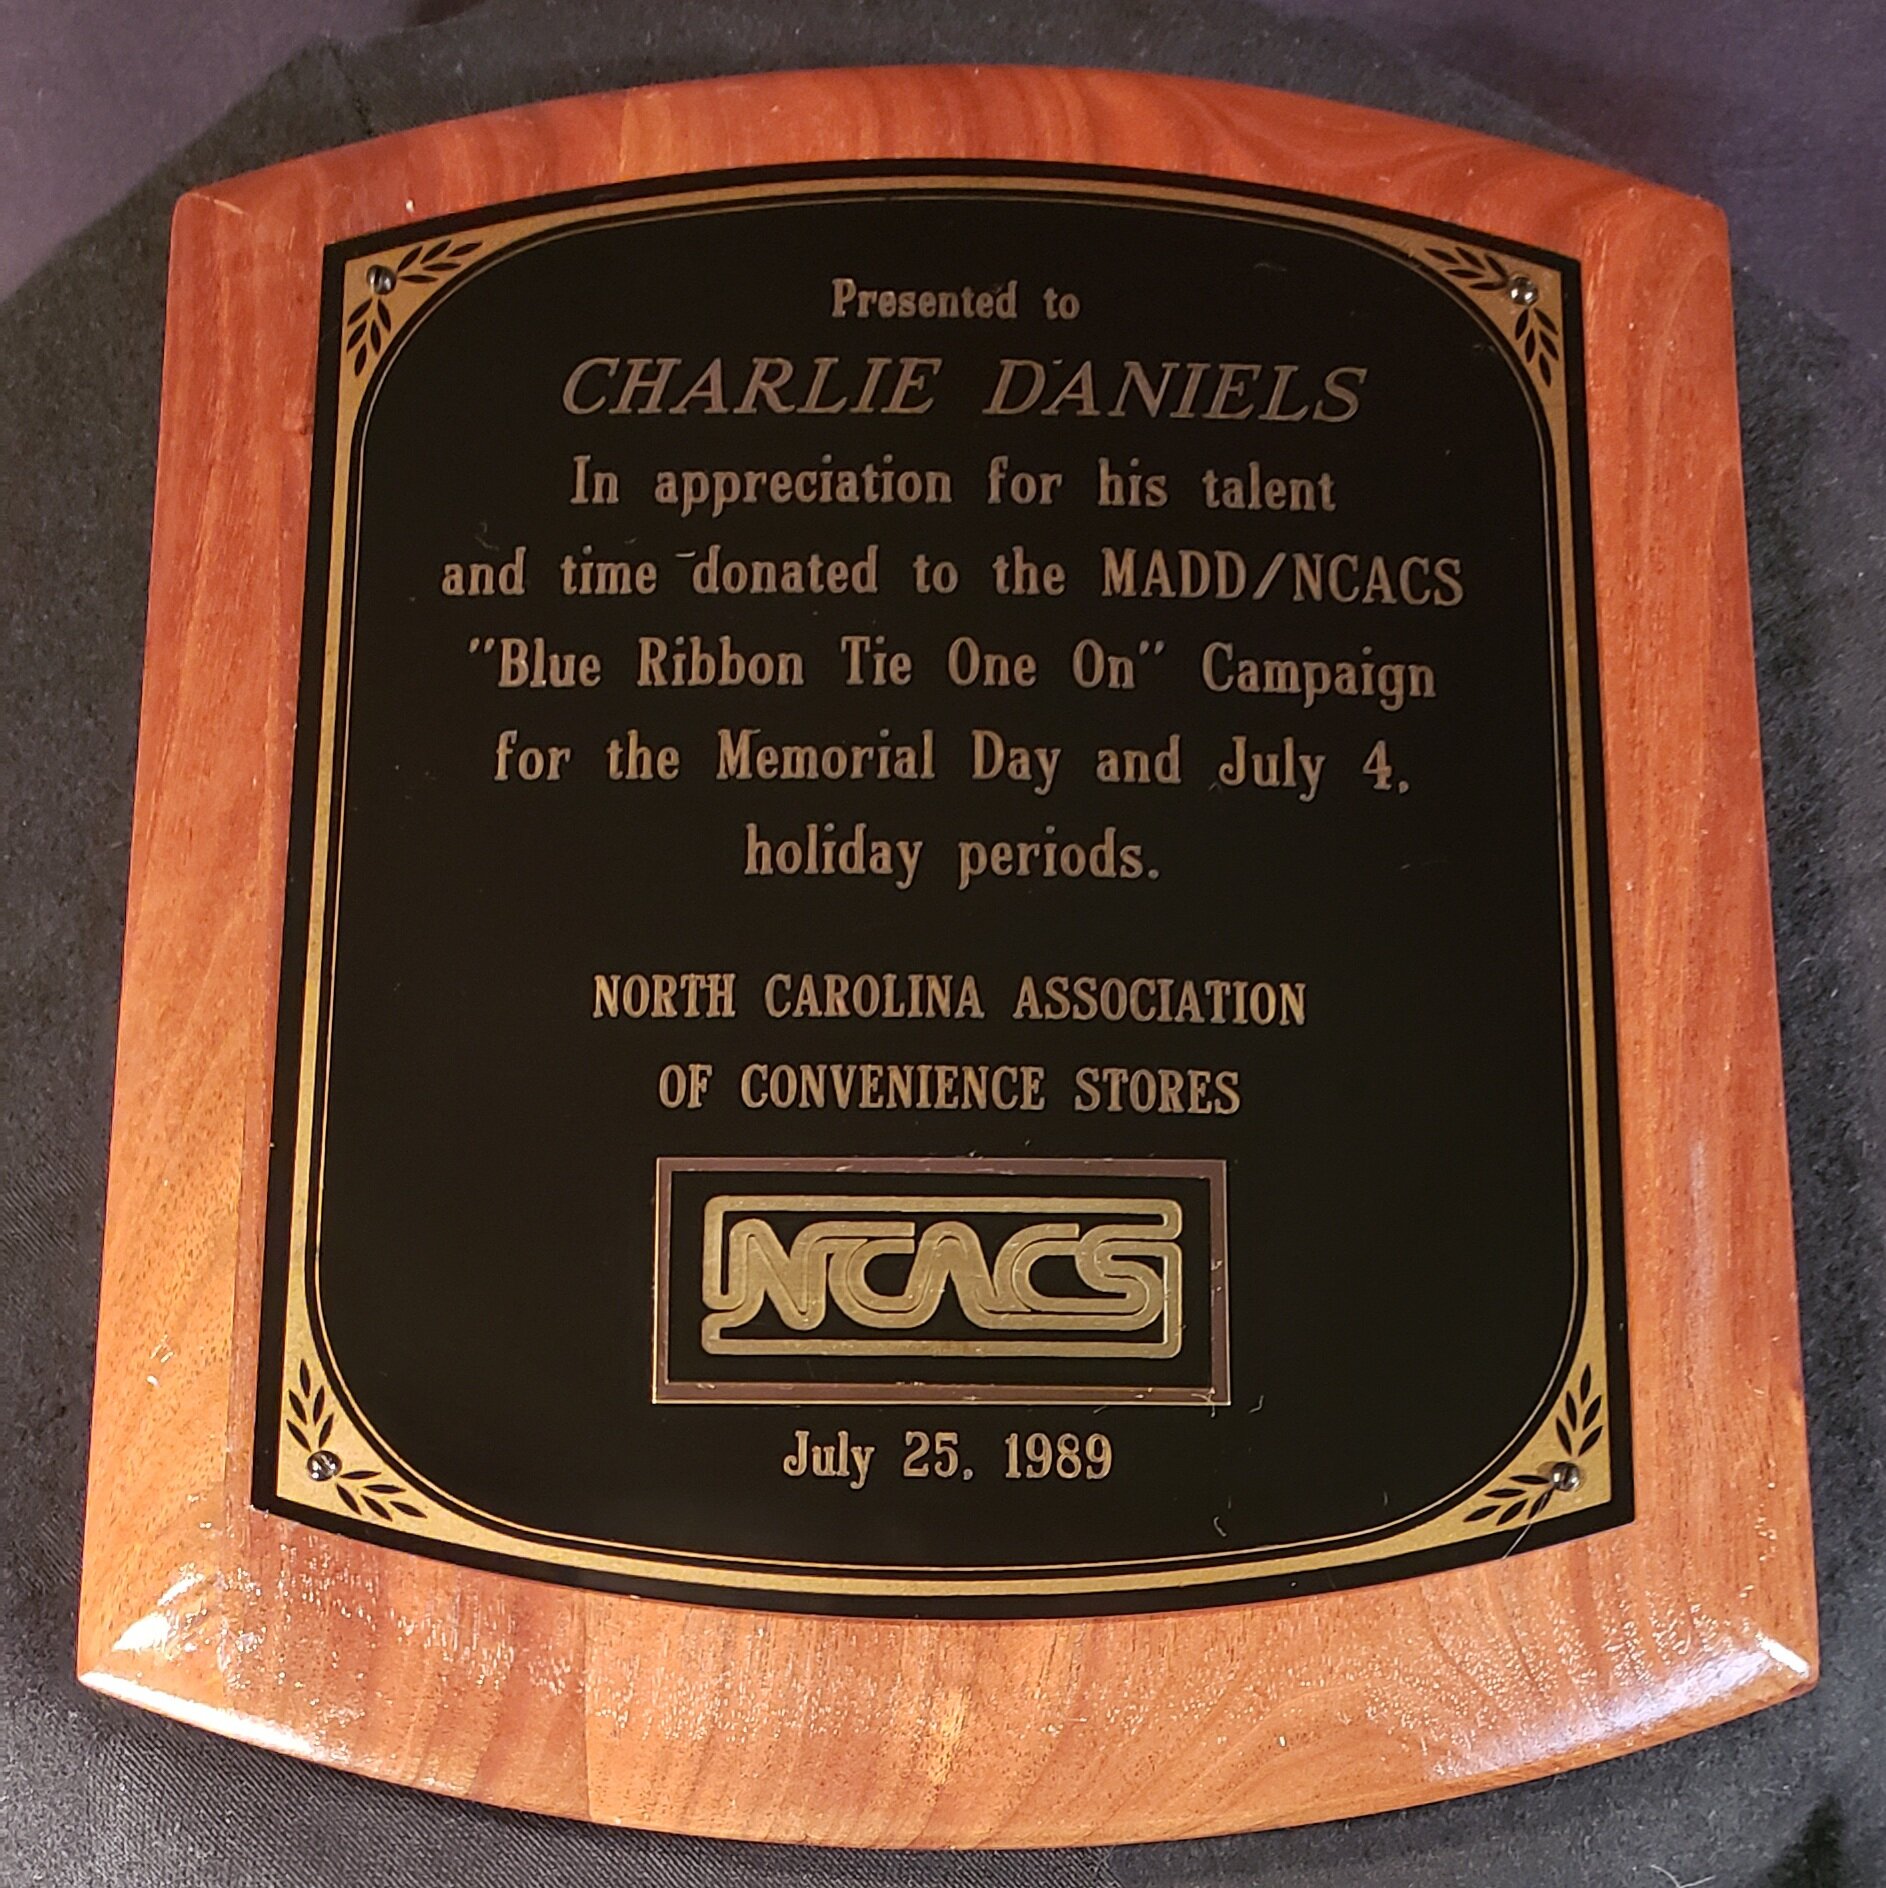 Presented to
CHARLIE DANIELS
In appreciation for his talent
and time donated to the MADD/NCACS
"Blue Ribbon Tie One On" Campaign
for the Memorial Day and July 4,
holiday periods.
NORTH CAROLINA ASSOCIATION
OF CONVENIENCE STORES
NCACS
July 25, 1989